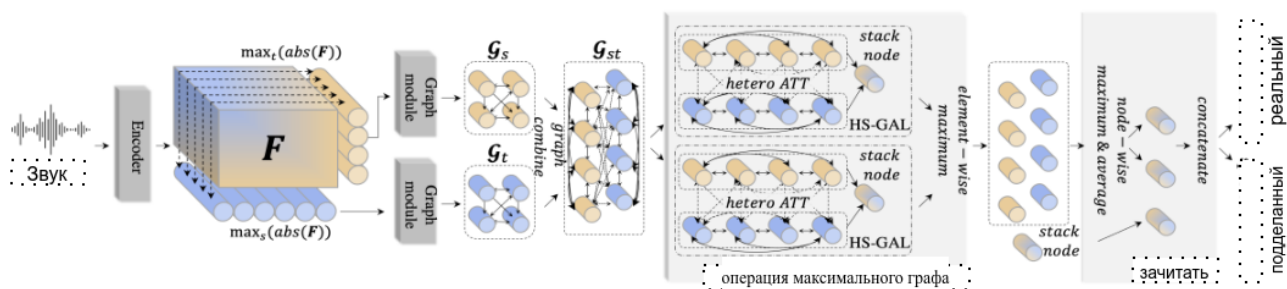 Звук
Encoder
max_t(abs(F))
F
max_s(abs(F))
Graph
module
Graph
module
G_s
G_t
graph
combine
G_st
stack
node
hetero ATT
HS-GAL
stack
node
hetero ATT
HS-GAL
операция максимального графа
element-wise
maximum
stack
node
maximum & average
node-wise
concatenate
зачитать
реальный
подделанный